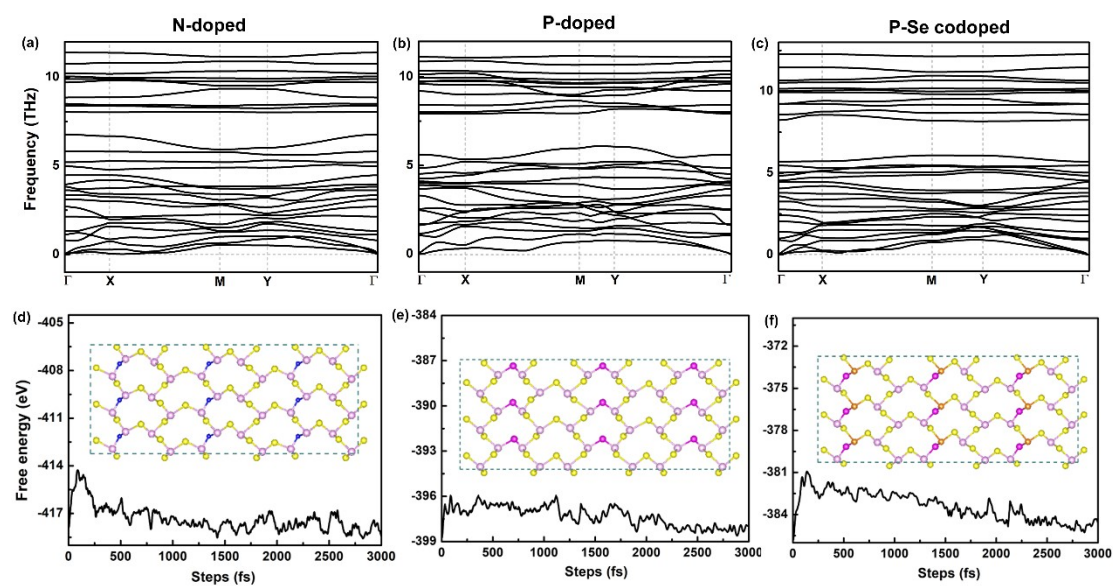 N-doped P-doped P-Se codoped
(a) (b) (c)
Frequency (THz)
10 10 10
5 5 5
0 0 0
Γ X M Y Γ Γ X M Y Γ Γ X M Y Γ
(d) (e) (f)
Free energy (eV)
-405 -384 -372
-408 -387 -375
-411 -390 -378
-414 -393 -381
-417 -396 -384
-399
0 500 1000 1500 2000 2500 3000 0 500 1000 1500 2000 2500 3000 0 500 1000 1500 2000 2500 3000
Steps (fs) Steps (fs) Steps (fs)